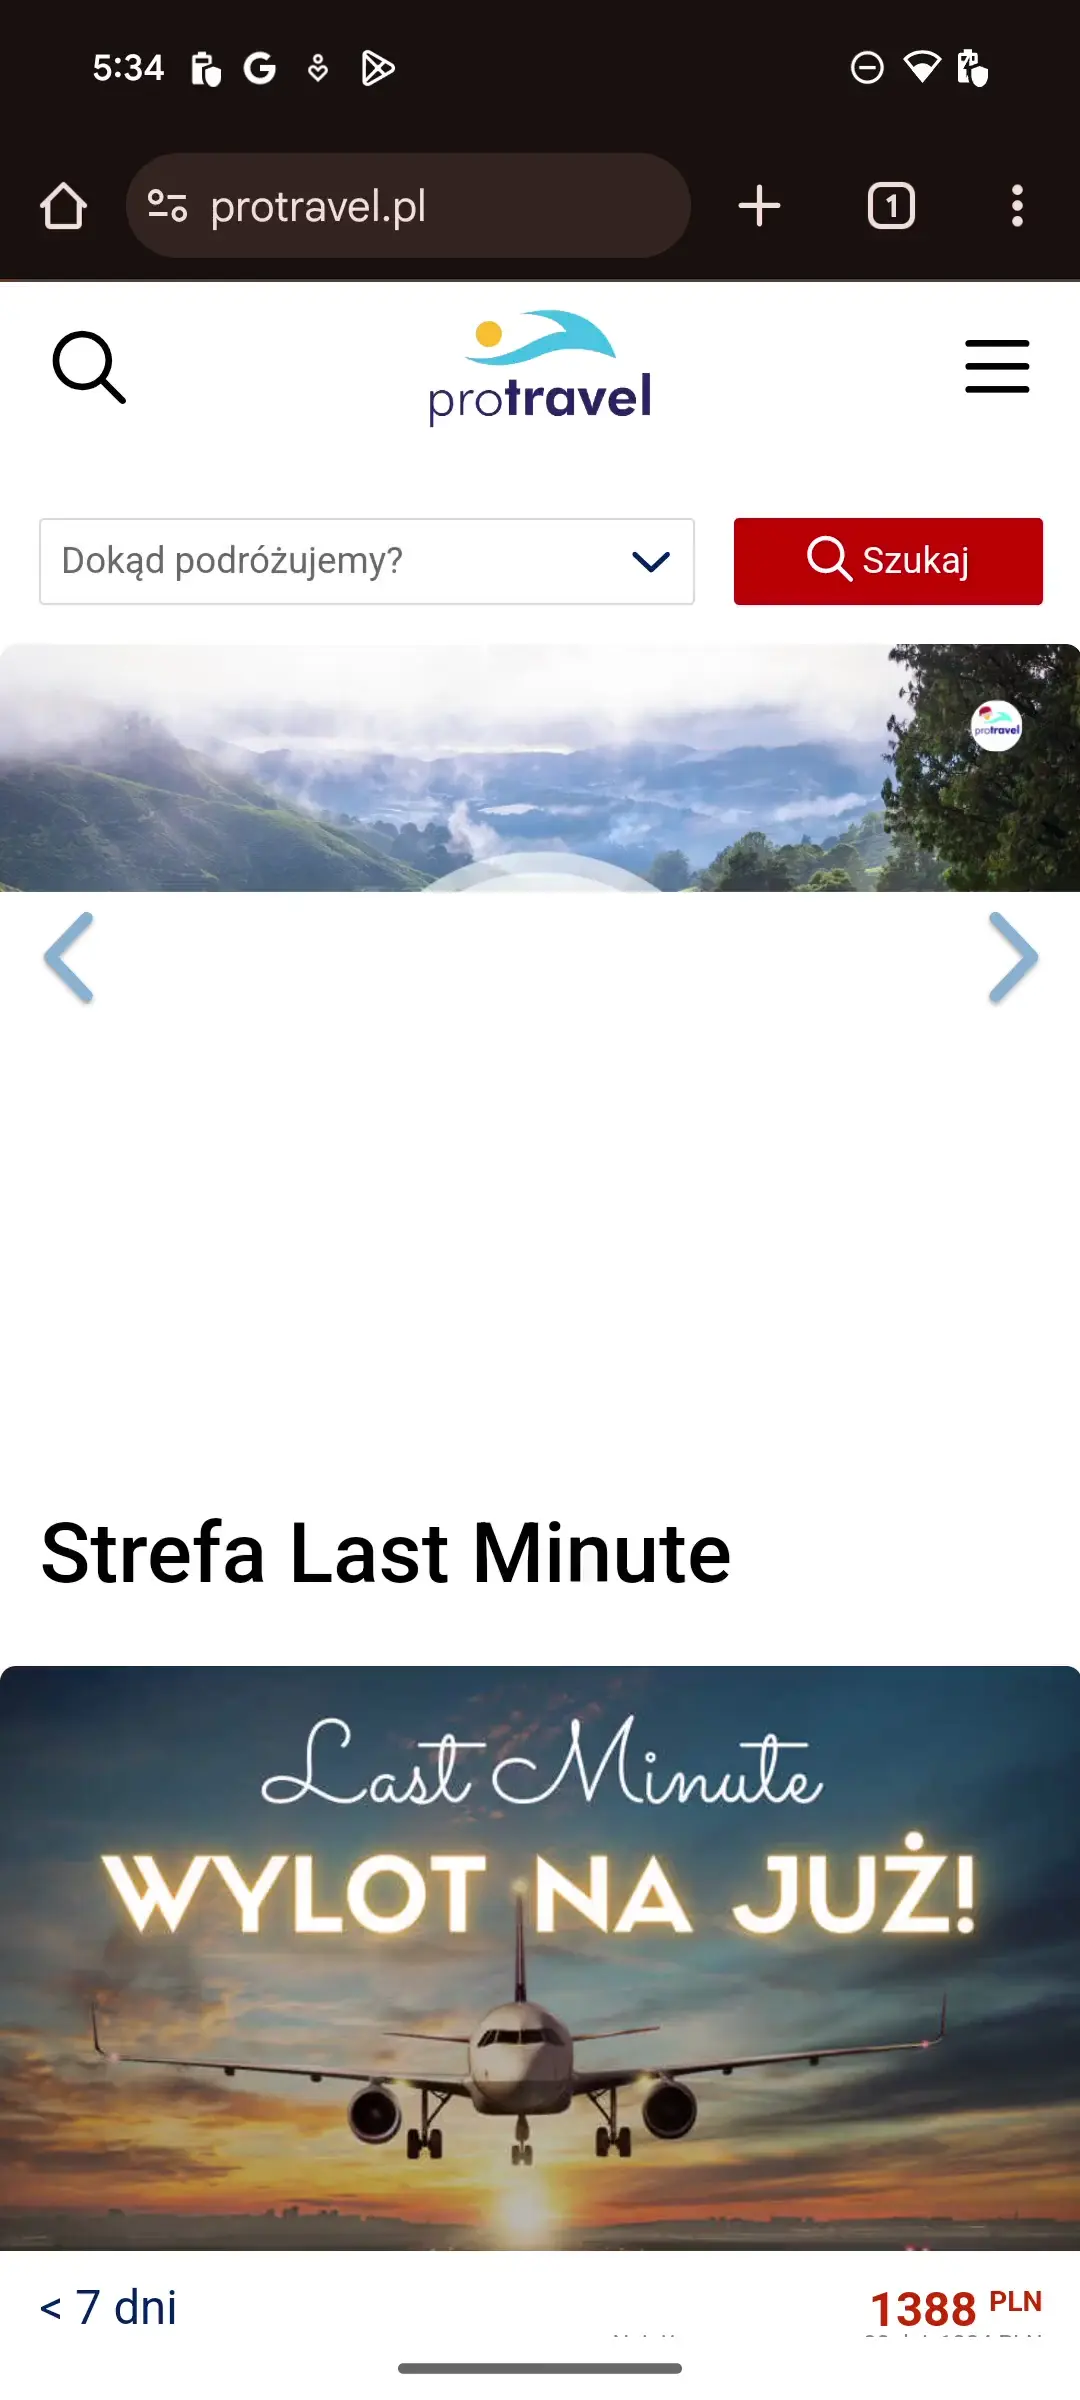 5:34
protravel.pl
1
protravel
Dokąd podróżujemy?
Szukaj
protravel
Strefa Last Minute
Last Minute
WYLOT NA JUŻ!
< 7 dni
1388 PLN